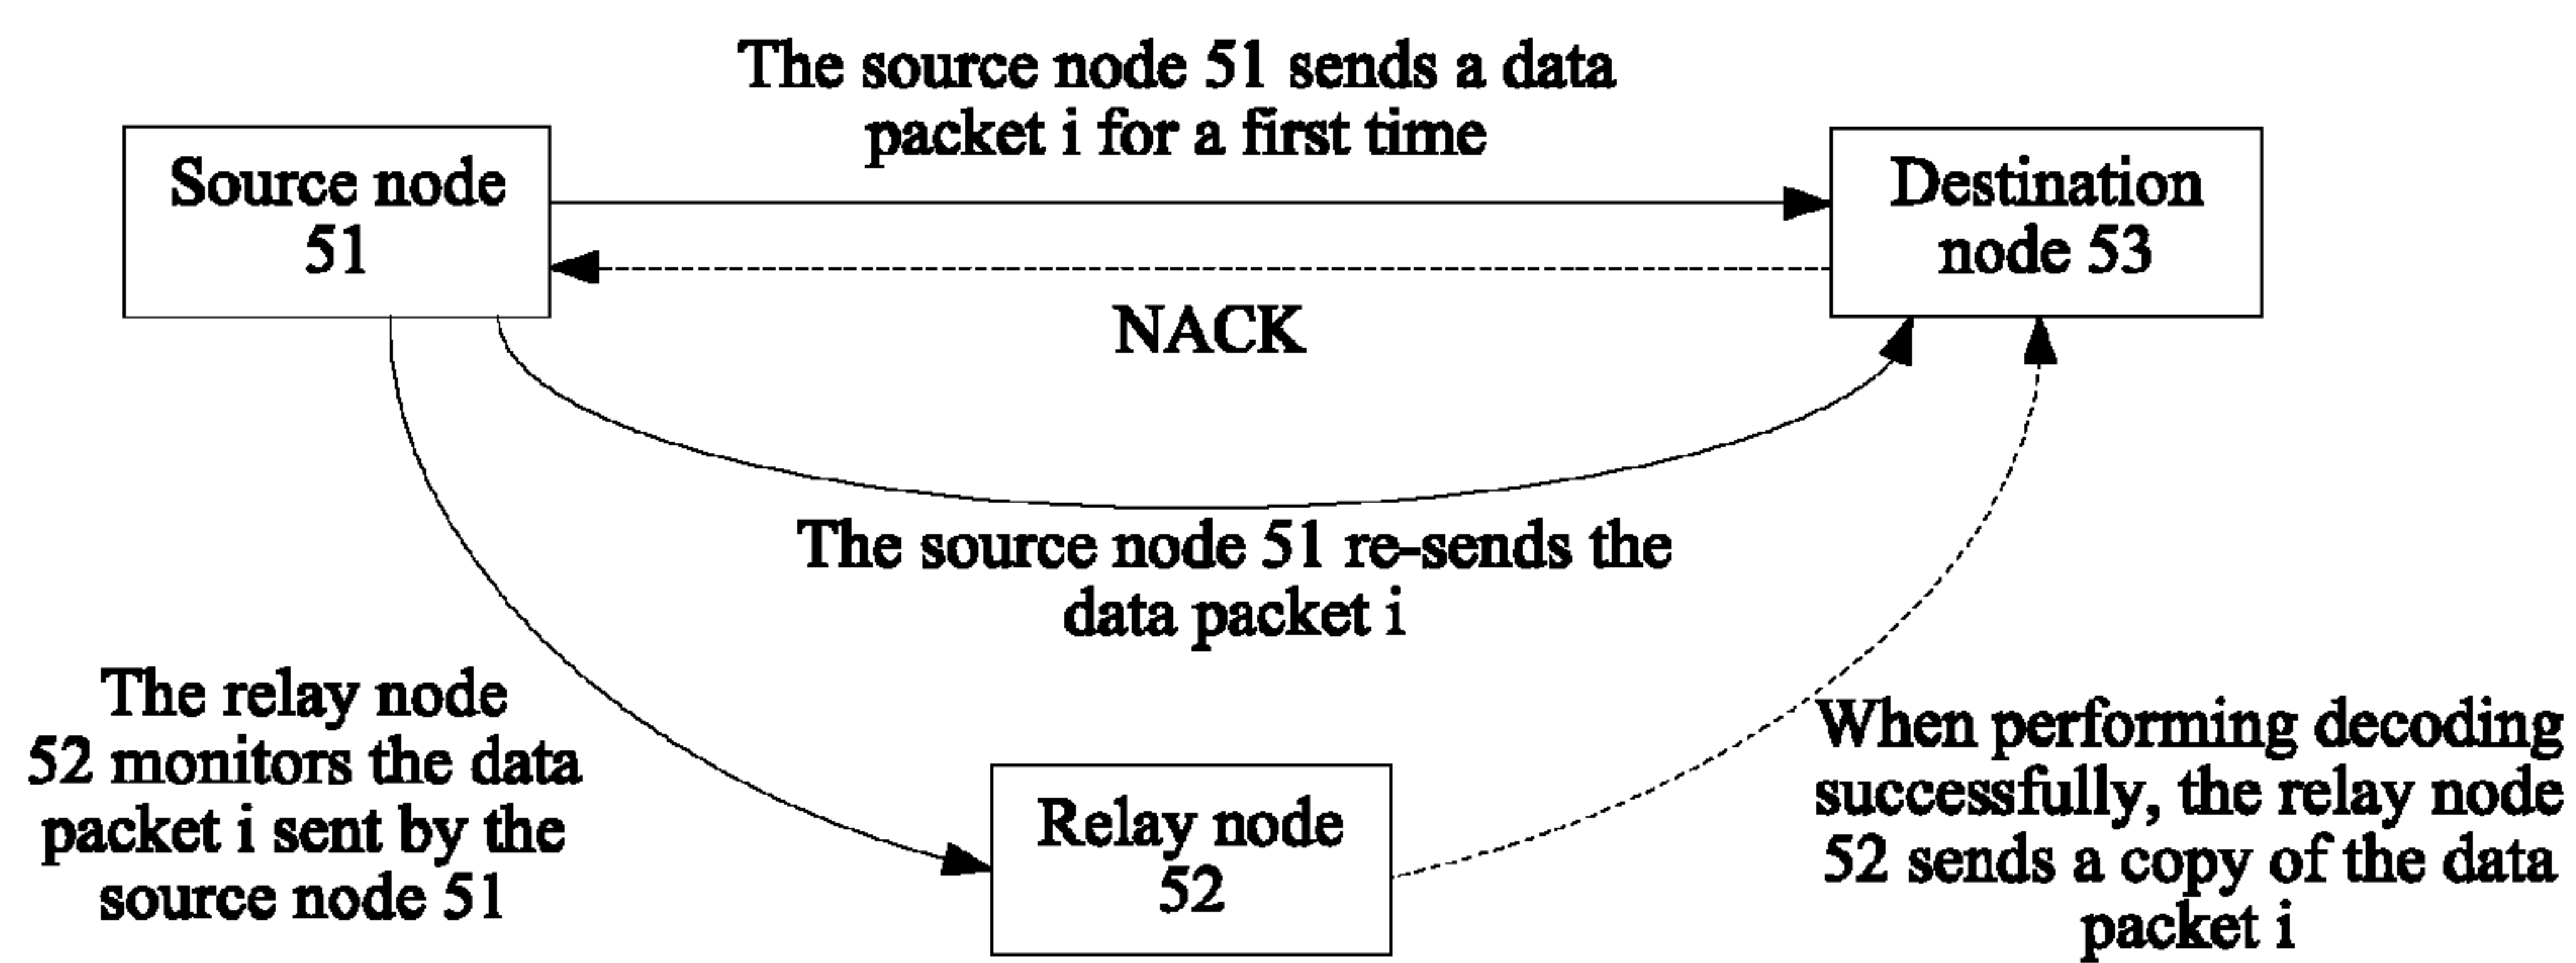 The source node 51 sends a data
packet i for a first time
Source node
51
Destination
node 53
NACK
The source node 51 re-sends the
data packet i
The relay node
52 monitors the data
packet i sent by the
source node 51
Relay node
52
When performing decoding
successfully, the relay node
52 sends a copy of the data
packet i